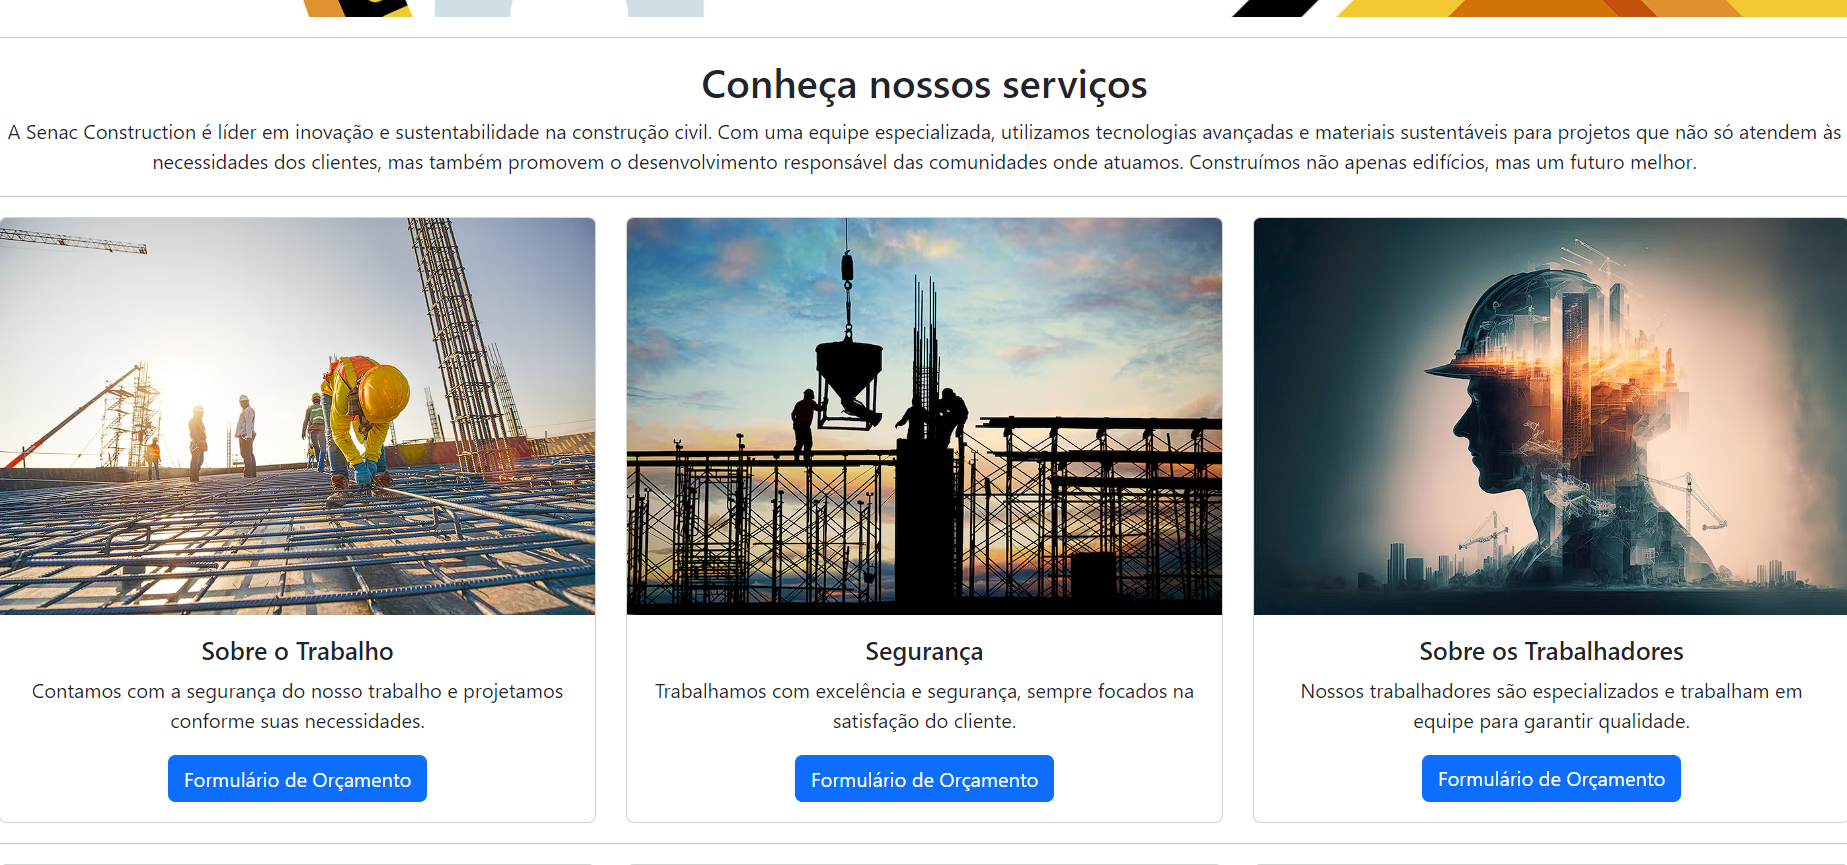 Conheça nossos serviços
A Senac Construction é líder em inovação e sustentabilidade na construção civil. Com uma equipe especializada, utilizamos tecnologias avançadas e materiais sustentáveis para projetos que não só atendem às
necessidades dos clientes, mas também promovem o desenvolvimento responsável das comunidades onde atuamos. Construímos não apenas edifícios, mas um futuro melhor.
Sobre o Trabalho
Contamos com a segurança do nosso trabalho e projetamos
conforme suas necessidades.
Formulário de Orçamento
Segurança
Trabalhamos com excelência e segurança, sempre focados na
satisfação do cliente.
Formulário de Orçamento
Sobre os Trabalhadores
Nossos trabalhadores são especializados e trabalham em
equipe para garantir qualidade.
Formulário de Orçamento